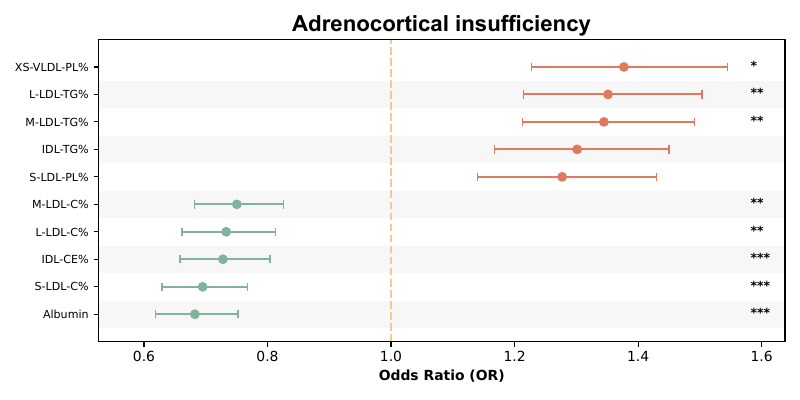 Adrenocortical insufficiency
XS-VLDL-PL% *
L-LDL-TG% **
M-LDL-TG% **
IDL-TG%
S-LDL-PL%
M-LDL-C% **
L-LDL-C% **
IDL-CE% ***
S-LDL-C% ***
Albumin ***
0.6 0.8 1.0 1.2 1.4 1.6
Odds Ratio (OR)